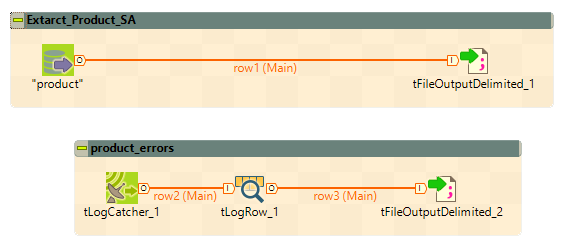 Extarct_Product_SA
O
I
row1 (Main)
"product"
tFileOutputDelimited_1
product_errors
O
I
O
I
row2 (Main)
row3 (Main)
tLogCatcher_1
tLogRow_1
tFileOutputDelimited_2